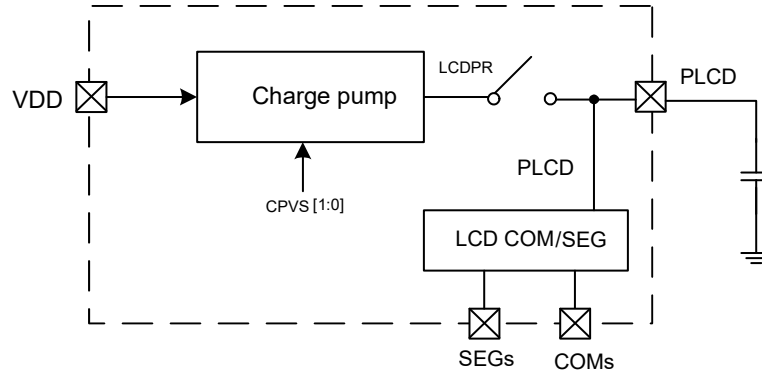 LCDPR
PLCD
VDD
Charge pump
PLCD
CPVS [1:0]
LCD COM/SEG
SEGs
COMs